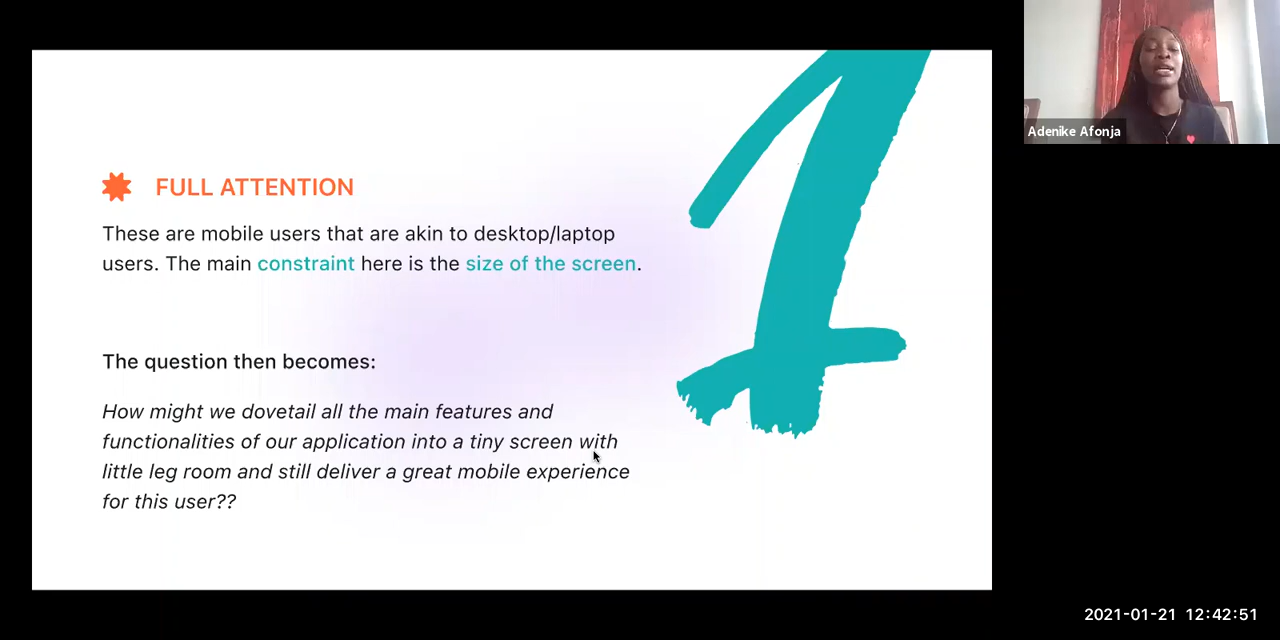 FULL ATTENTION
These are mobile users that are akin to desktop/laptop
users. The main constraint here is the size of the screen.
The question then becomes:
How might we dovetail all the main features and
functionalities of our application into a tiny screen with
little leg room and still deliver a great mobile experience
for this user??
1
Adenike Afonja
2021-01-21 12:42:51